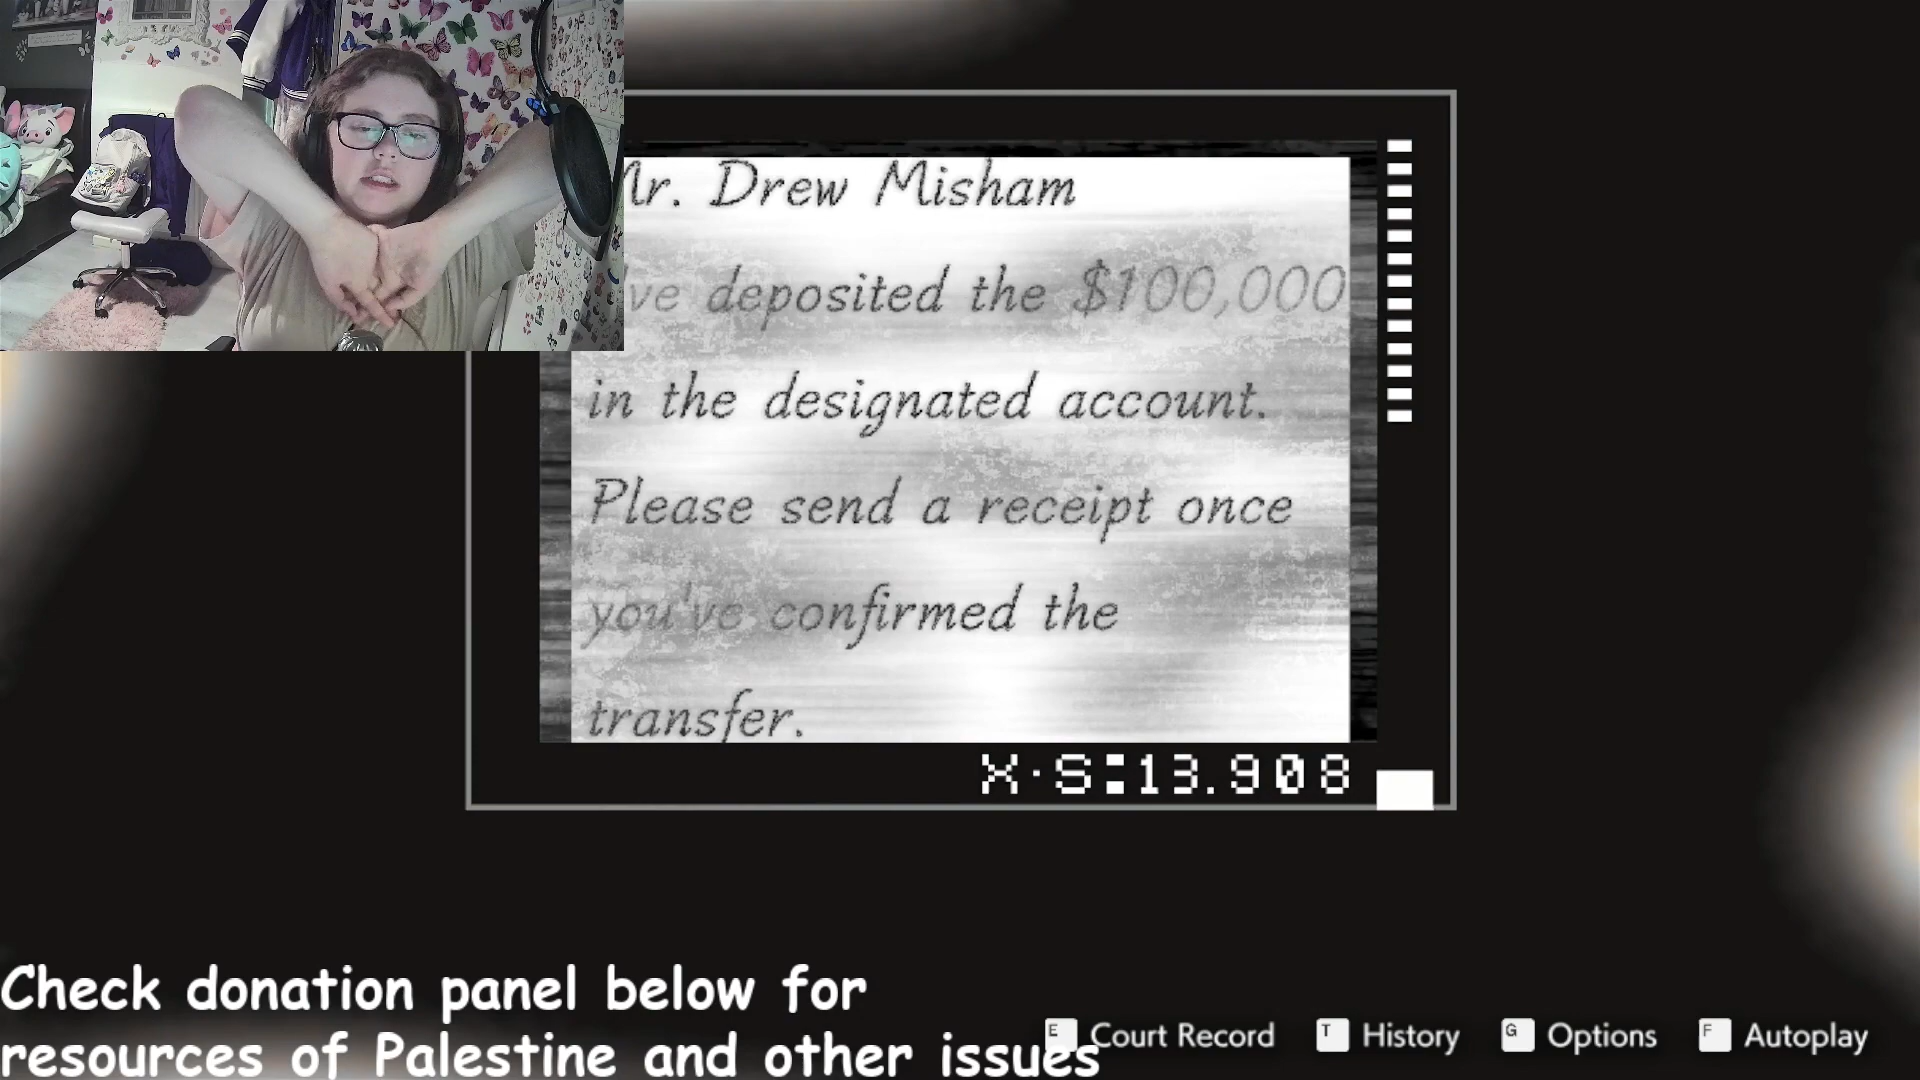 Mr. Drew Misham
've deposited the $100,000
in the designated account.
Please send a receipt once
you've confirmed the
transfer.
X·S:13.908
Check donation panel below for
resources of Palestine and other issues
E Court Record T History G Options F Autoplay